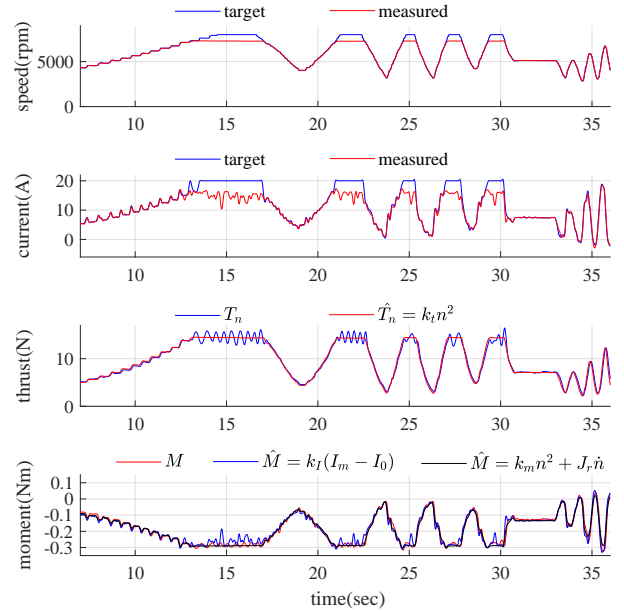 target measured
speed(rpm)
5000
0
10 15 20 25 30 35
target measured
current(A)
20
10
0
10 15 20 25 30 35
$T_n$ $\hat{T}_n = k_t n^2$
thrust(N)
10
0
10 15 20 25 30 35
$M$ $\hat{M} = k_I(I_m - I_0)$ $\hat{M} = k_m n^2 + J_r \dot{n}$
moment(Nm)
0.1
0
-0.1
-0.2
-0.3
10 15 20 25 30 35
time(sec)